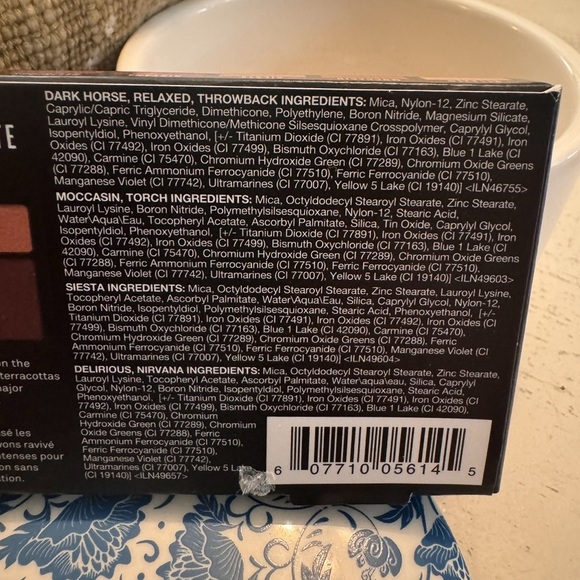 TE
DARK HORSE, RELAXED, THROWBACK INGREDIENTS: Mica, Nylon-12, Zinc Stearate,
Caprylic/Capric Triglyceride, Dimethicone, Polyethylene, Boron Nitride, Magnesium Silicate,
Lauroyl Lysine, Vinyl Dimethicone/Methicone Silsesquioxane Crosspolymer, Caprylyl Glycol,
Isopentyldiol, Phenoxyethanol, [+/- Titanium Dioxide (CI 77891), Iron Oxides (CI 77491),
Iron Oxides (CI 77492), Iron Oxides (CI 77499), Bismuth Oxychloride (CI 77163), Blue 1 Lake (CI
42090), Carmine (CI 75470), Chromium Hydroxide Green (CI 77289), Chromium Oxide Greens
(CI 77288), Ferric Ammonium Ferrocyanide (CI 77510), Ferric Ferrocyanide (CI 77510),
Manganese Violet (CI 77742), Ultramarines (CI 77007), Yellow 5 Lake (CI 19140)] <ILN46755>
MOCCASIN, TORCH INGREDIENTS: Mica, Octyldodecyl Stearoyl Stearate, Zinc Stearate,
Lauroyl Lysine, Boron Nitride, Polymethylsilsesquioxane, Nylon-12, Stearic Acid,
Water\Aqua\Eau, Tocopheryl Acetate, Ascorbyl Palmitate, Silica, Tin Oxide, Caprylyl Glycol,
Isopentyldiol, Phenoxyethanol, [+/- Titanium Dioxide (CI 77891), Iron Oxides (CI 77491), Iron
Oxides (CI 77492), Iron Oxides (CI 77499), Bismuth Oxychloride (CI 77163), Blue 1 Lake (CI
42090), Carmine (CI 75470), Chromium Hydroxide Green (CI 77289), Chromium Oxide Greens
(CI 77288), Ferric Ammonium Ferrocyanide (CI 77510), Ferric Ferrocyanide (CI 77510),
Manganese Violet (CI 77742), Ultramarines (CI 77007), Yellow 5 Lake (CI 19140)] <ILN49603>
SIESTA INGREDIENTS: Mica, Octyldodecyl Stearoyl Stearate, Zinc Stearate, Lauroyl Lysine,
Tocopheryl Acetate, Ascorbyl Palmitate, Water\Aqua\Eau, Silica, Caprylyl Glycol, Nylon-12,
Boron Nitride, Isopentyldiol, Polymethylsilsesquioxane, Stearic Acid, Phenoxyethanol, [+/-
Titanium Dioxide (CI 77891), Iron Oxides (CI 77491), Iron Oxides (CI 77492), Iron Oxides (CI
77499), Bismuth Oxychloride (CI 77163), Blue 1 Lake (CI 42090), Carmine (CI 75470),
Chromium Hydroxide Green (CI 77289), Chromium Oxide Greens (CI 77288), Ferric
Ammonium Ferrocyanide (CI 77510), Ferric Ferrocyanide (CI 77510), Manganese Violet (CI
77742), Ultramarines (CI 77007), Yellow 5 Lake (CI 19140)] <ILN49604>
DELIRIOUS, NIRVANA INGREDIENTS: Mica, Octyldodecyl Stearoyl Stearate, Zinc Stearate,
Lauroyl Lysine, Tocopheryl Acetate, Ascorbyl Palmitate, Water\aqua\eau, Silica, Caprylyl
Glycol, Nylon-12, Boron Nitride, Isopentyldiol, Polymethylsilsesquioxane, Stearic Acid,
Phenoxyethanol, [+/- Titanium Dioxide (CI 77891), Iron Oxides (CI 77491), Iron Oxides (CI
77492), Iron Oxides (CI 77499), Bismuth Oxychloride (CI 77163), Blue 1 Lake (CI 42090),
Carmine (CI 75470), Chromium
Hydroxide Green (CI 77289), Chromium
Oxide Greens (CI 77288), Ferric
Ammonium Ferrocyanide (CI 77510),
Ferric Ferrocyanide (CI 77510),
Manganese Violet (CI 77742),
Ultramarines (CI 77007), Yellow 5 Lake
(CI 19140)] <ILN49657>
6 07710 05614 5
en the
terracottas
major
sé les
yons ravivé
ntenses pour
on sans
tation.